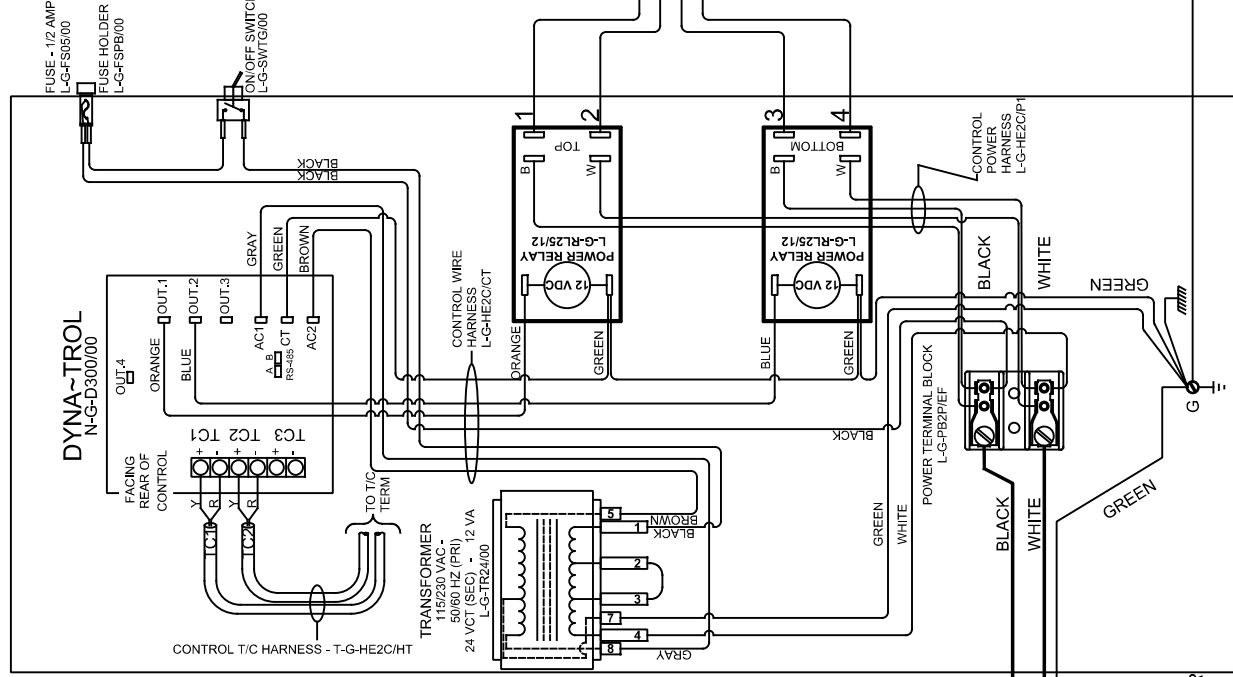 FUSE - 1/2 AMP
L-G-FS05/00
FUSE HOLDER
L-G-FSPB/00
ON/OFF SWITCH
L-G-SWTG/00
BLACK
BLACK
1
2
3
4
TOP
BOTTOM
B
W
B
W
CONTROL
POWER
HARNESS
L-G-HE2C/P1
POWER RELAY
L-G-RL25/12
12 VDC
POWER RELAY
L-G-RL25/12
12 VDC
GRAY
GREEN
BROWN
CONTROL WIRE
HARNESS
L-G-HE2C/CT
BLACK
WHITE
GREEN
DYNA~TROL
N-G-D300/00
OUT.1
OUT.2
OUT.3
OUT.4
AC1
CT
AC2
A B
RS-485
ORANGE
BLUE
ORANGE
GREEN
BLUE
GREEN
POWER TERMINAL BLOCK
L-G-PB2P/EF
G
TC1 TC2 TC3
+ - + - + -
BLACK
FACING
REAR OF
CONTROL
Y
R
Y
R
TO T/C
TERM
TC1
TC2
TRANSFORMER
115/230 VAC -
50/60 HZ (PRI)
24 VCT (SEC) - 12 VA
L-G-TR24/00
5
BROWN
1
BLACK
2
3
7
4
8
GRAY
GREEN
WHITE
BLACK
WHITE
GREEN
CONTROL T/C HARNESS - T-G-HE2C/HT